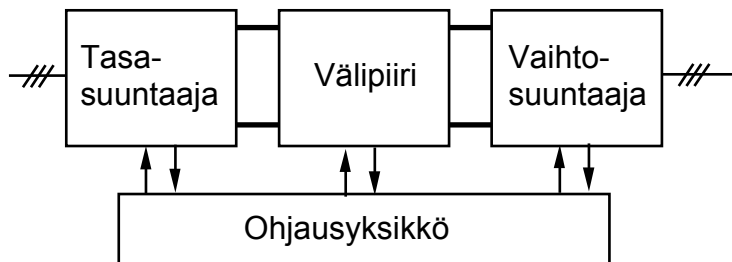 Tasa-
suuntaaja
Välipiiri
Vaihto-
suuntaaja
Ohjausyksikkö